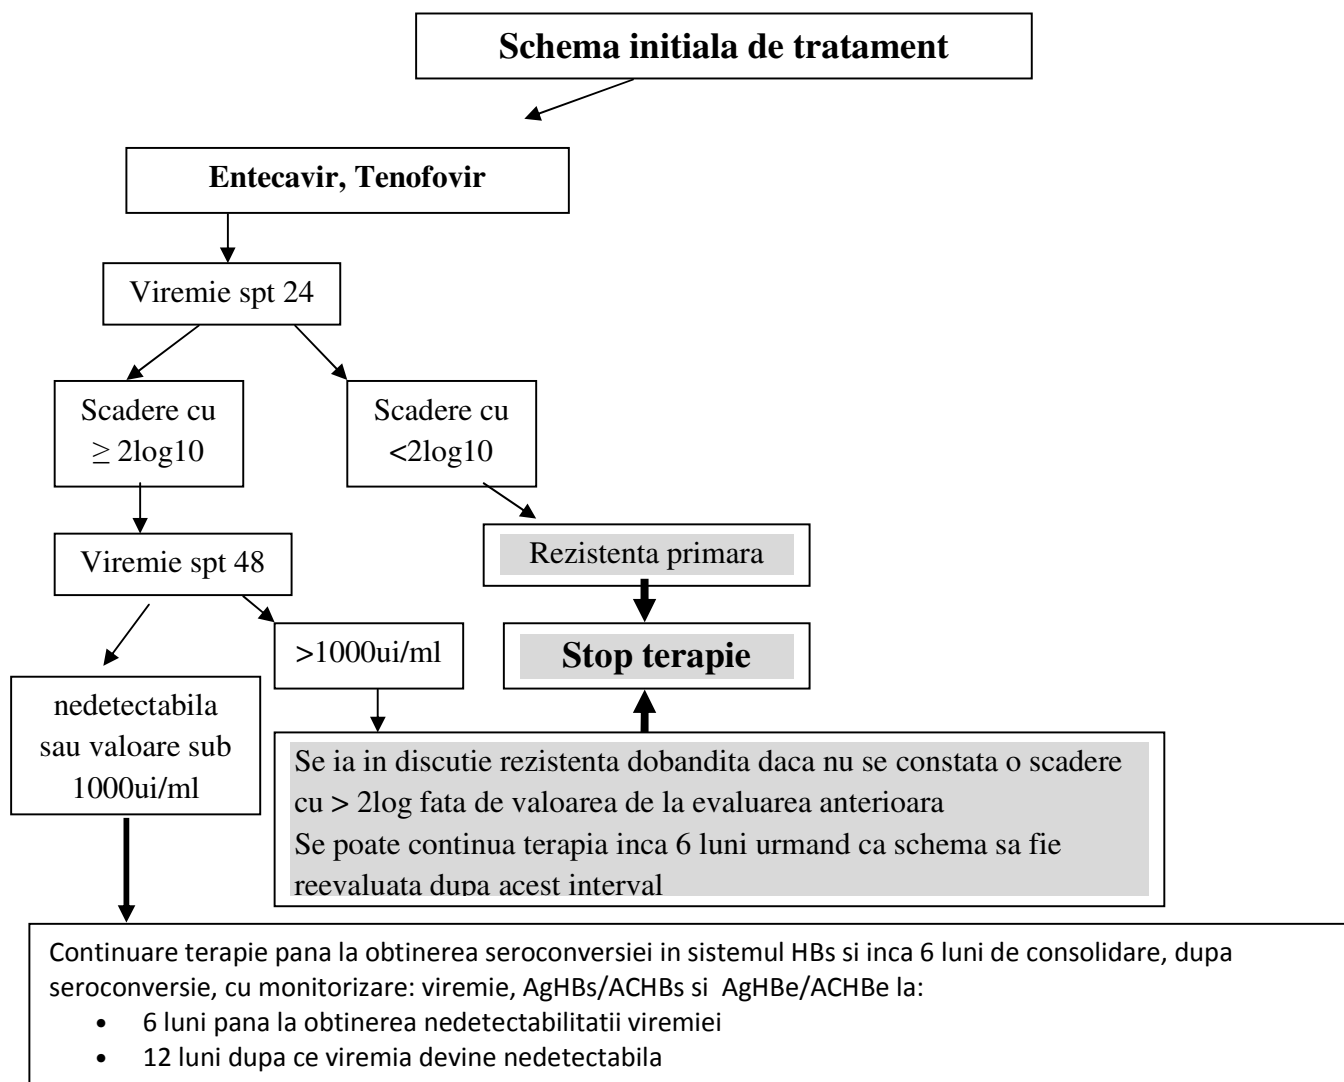 Schema initiala de tratament
Entecavir, Tenofovir
Viremie spt 24
Scadere cu
≥ 2log10
Scadere cu
<2log10
Viremie spt 48
Rezistenta primara
>1000ui/ml
Stop terapie
nedetectabila
sau valoare sub
1000ui/ml
Se ia in discutie rezistenta dobandita daca nu se constata o scadere
cu > 2log fata de valoarea de la evaluarea anterioara
Se poate continua terapia inca 6 luni urmand ca schema sa fie
reevaluata dupa acest interval
Continuare terapie pana la obtinerea seroconversiei in sistemul HBs si inca 6 luni de consolidare, dupa
seroconversie, cu monitorizare: viremie, AgHBs/ACHBs si  AgHBe/ACHBe la:
• 6 luni pana la obtinerea nedetectabilitatii viremiei
• 12 luni dupa ce viremia devine nedetectabila